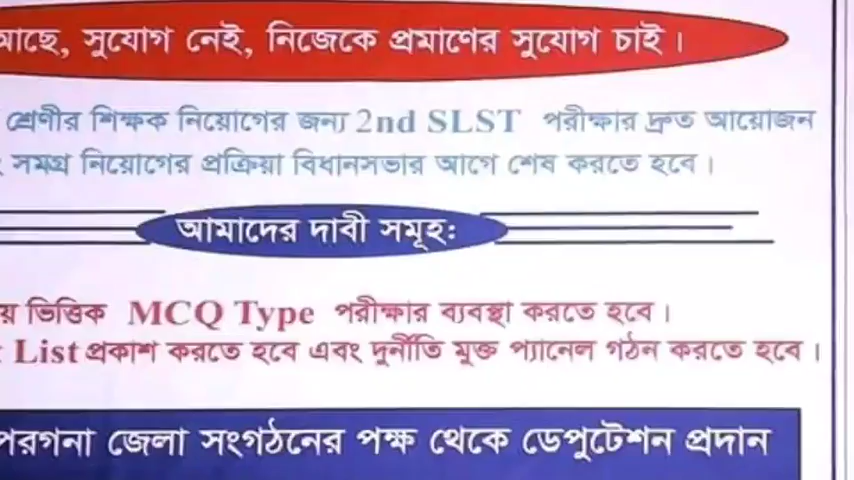 আছে, সুযোগ নেই, নিজেকে প্রমাণের সুযোগ চাই।
শ্রেণীর শিক্ষক নিয়োগের জন্য 2nd SLST পরীক্ষার দ্রুত আয়োজন
সমগ্র নিয়োগের প্রক্রিয়া বিধানসভার আগে শেষ করতে হবে।
আমাদের দাবী সমূহ:
ভিত্তিক MCQ Type পরীক্ষার ব্যবস্থা করতে হবে।
List প্রকাশ করতে হবে এবং দুর্নীতি মুক্ত প্যানেল গঠন করতে হবে।
পরগনা জেলা সংগঠনের পক্ষ থেকে ডেপুটেশন প্রদান